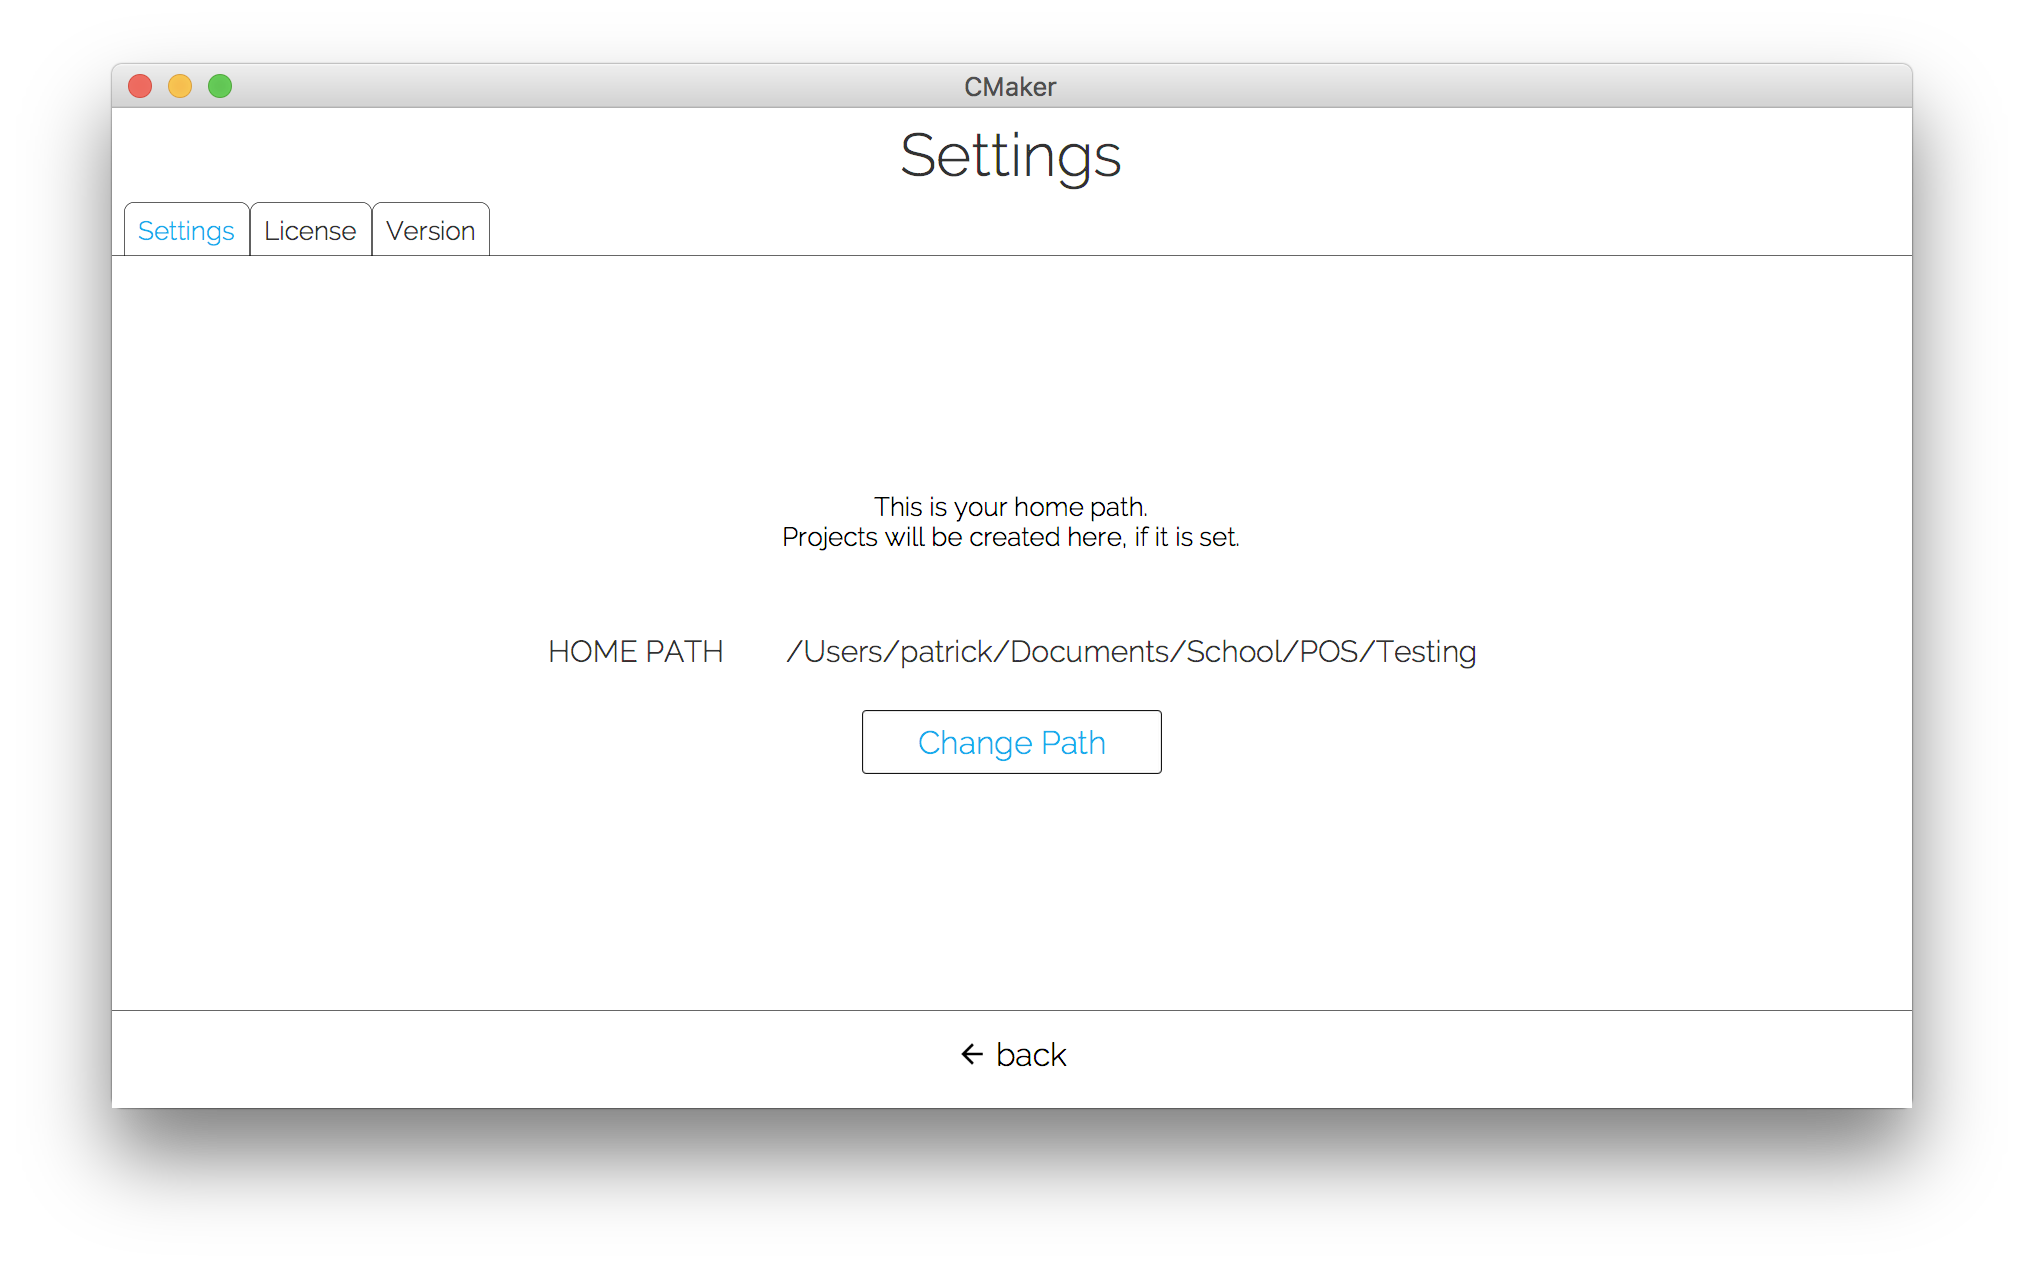 CMaker
Settings
Settings License Version
This is your home path.
Projects will be created here, if it is set.
HOME PATH /Users/patrick/Documents/School/POS/Testing
Change Path
← back